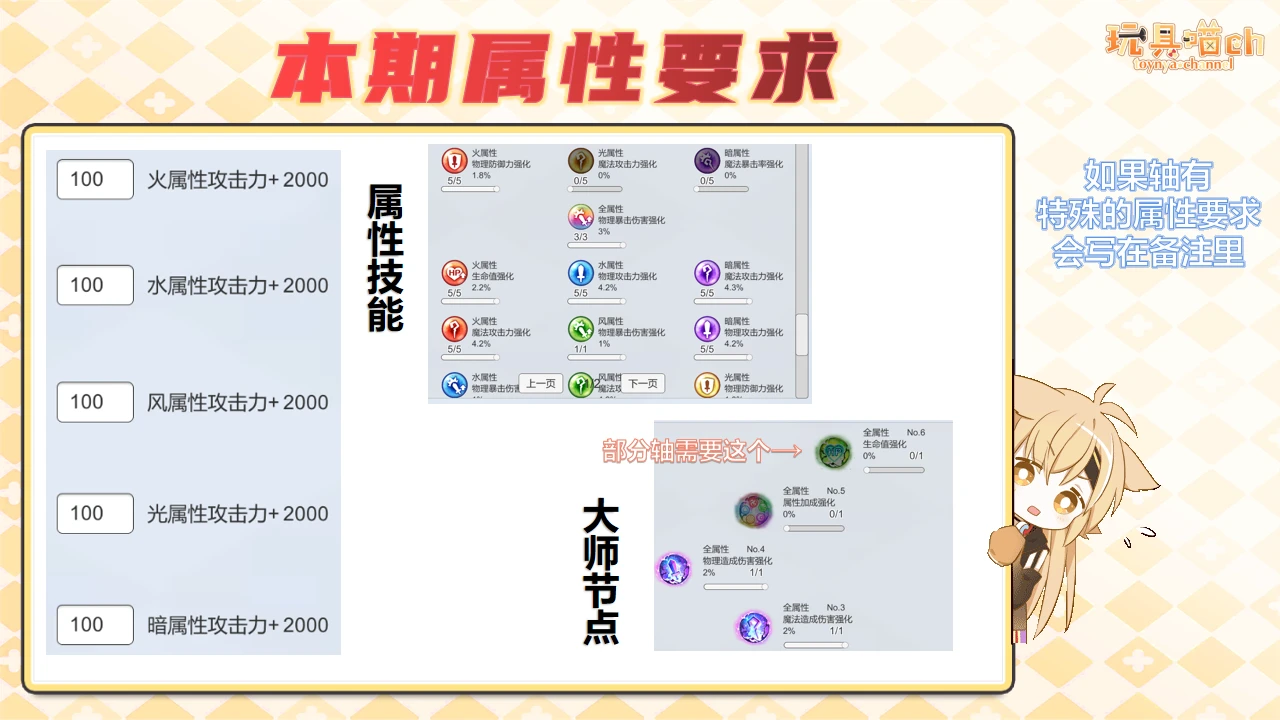 本期属性要求
玩具喵ch
toynya-channel
如果轴有
特殊的属性要求
会写在备注里
100 火属性攻击力+ 2000
100 水属性攻击力+ 2000
100 风属性攻击力+ 2000
100 光属性攻击力+ 2000
100 暗属性攻击力+ 2000
属性技能
火属性
物理防御力强化
1.8%
5/5
光属性
魔法攻击力强化
0%
0/5
暗属性
魔法暴击率强化
0%
0/5
全属性
物理暴击伤害强化
3%
3/3
火属性
生命值强化
2.2%
5/5
水属性
物理攻击力强化
4.2%
5/5
暗属性
魔法攻击力强化
4.3%
5/5
火属性
魔法攻击力强化
4.2%
5/5
风属性
物理暴击伤害强化
1%
1/1
暗属性
物理攻击力强化
4.2%
5/5
水属性
物理暴击伤害
上一页
风属性
魔法攻
下一页
光属性
物理防御力强化
大师节点
部分轴需要这个→
全属性 No.6
生命值强化
0% 0/1
全属性 No.5
属性加成强化
0% 0/1
全属性 No.4
物理造成伤害强化
2% 1/1
全属性 No.3
魔法造成伤害强化
2% 1/1